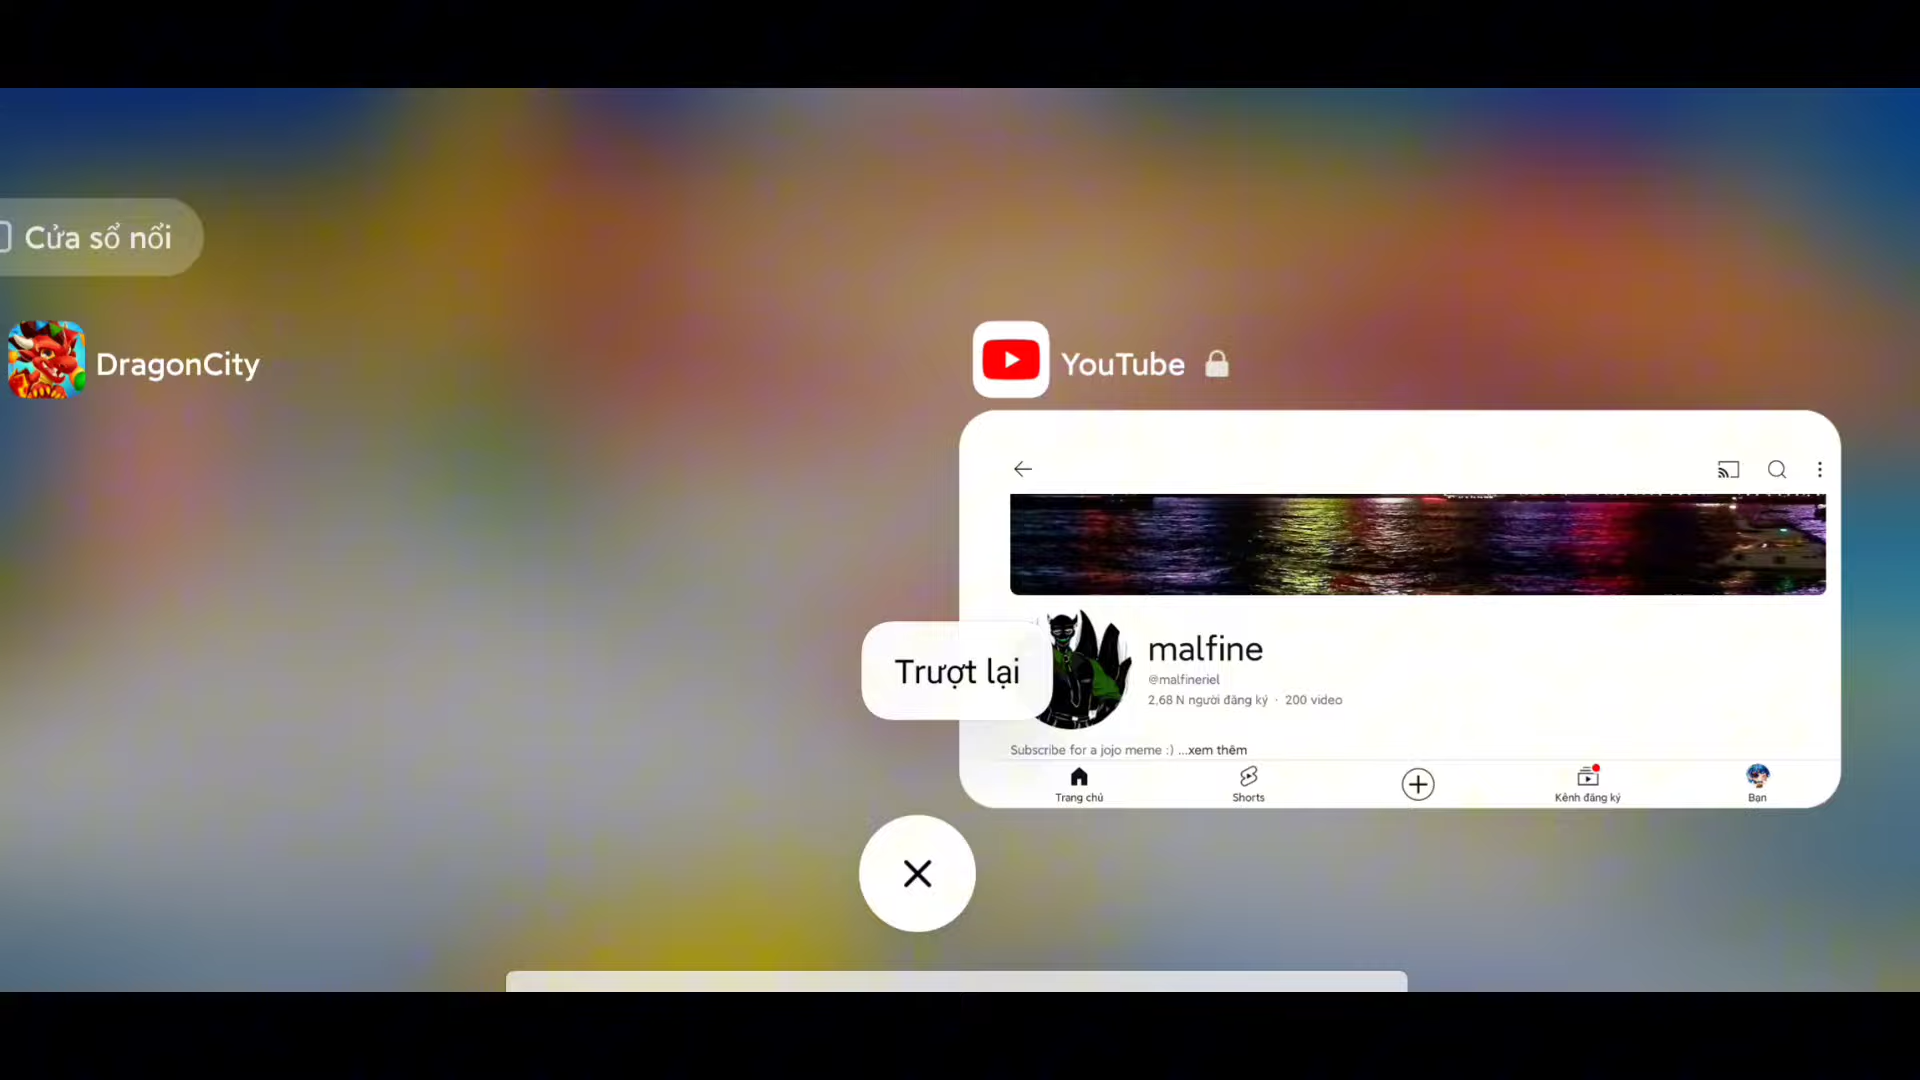 Cửa sổ nổi
DragonCity
YouTube
malfine
@malfineriel
2,68 N người đăng ký · 200 video
Trượt lại
Subscribe for a jojo meme :) ...xem thêm
Trang chủ
Shorts
Kênh đăng ký
Bạn